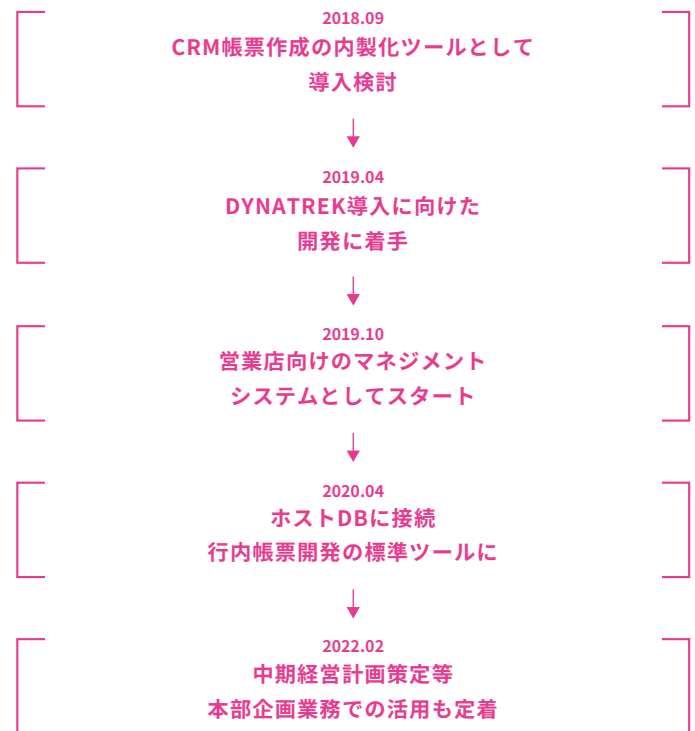 2018.09
CRM帳票作成の内製化ツールとして
導入検討
2019.04
DYNATREK導入に向けた
開発に着手
2019.10
営業店向けのマネジメント
システムとしてスタート
2020.04
ホストDBに接続
行内帳票開発の標準ツールに
2022.02
中期経営計画策定等
本部企画業務での活用も定着